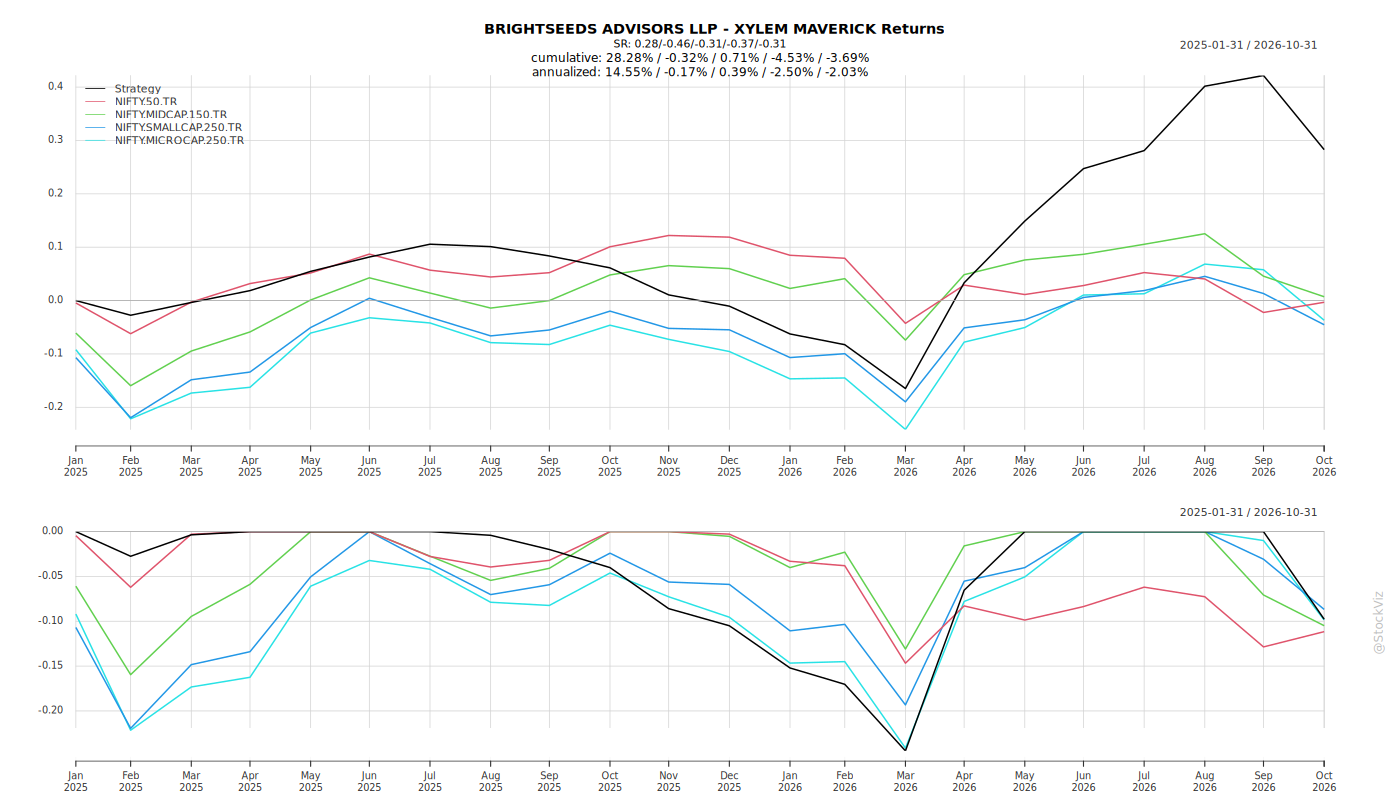 BRIGHTSEEDS ADVISORS LLP - XYLEM MAVERICK Returns
SR: 0.28/-0.46/-0.31/-0.37/-0.31
cumulative: 28.28% / -0.32% / 0.71% / -4.53% / -3.69%
annualized: 14.55% / -0.17% / 0.39% / -2.50% / -2.03%
2025-01-31 / 2026-10-31
Strategy
NIFTY.50.TR
NIFTY.MIDCAP.150.TR
NIFTY.SMALLCAP.250.TR
NIFTY.MICROCAP.250.TR
0.4
0.3
0.2
0.1
0.0
-0.1
-0.2
Jan Feb Mar Apr May Jun Jul Aug Sep Oct Nov Dec Jan Feb Mar Apr May Jun Jul Aug Sep Oct
2025 2025 2025 2025 2025 2025 2025 2025 2025 2025 2025 2025 2026 2026 2026 2026 2026 2026 2026 2026 2026 2026
2025-01-31 / 2026-10-31
0.00
-0.05
-0.10
-0.15
-0.20
Jan Feb Mar Apr May Jun Jul Aug Sep Oct Nov Dec Jan Feb Mar Apr May Jun Jul Aug Sep Oct
2025 2025 2025 2025 2025 2025 2025 2025 2025 2025 2025 2025 2026 2026 2026 2026 2026 2026 2026 2026 2026 2026
@StockViz